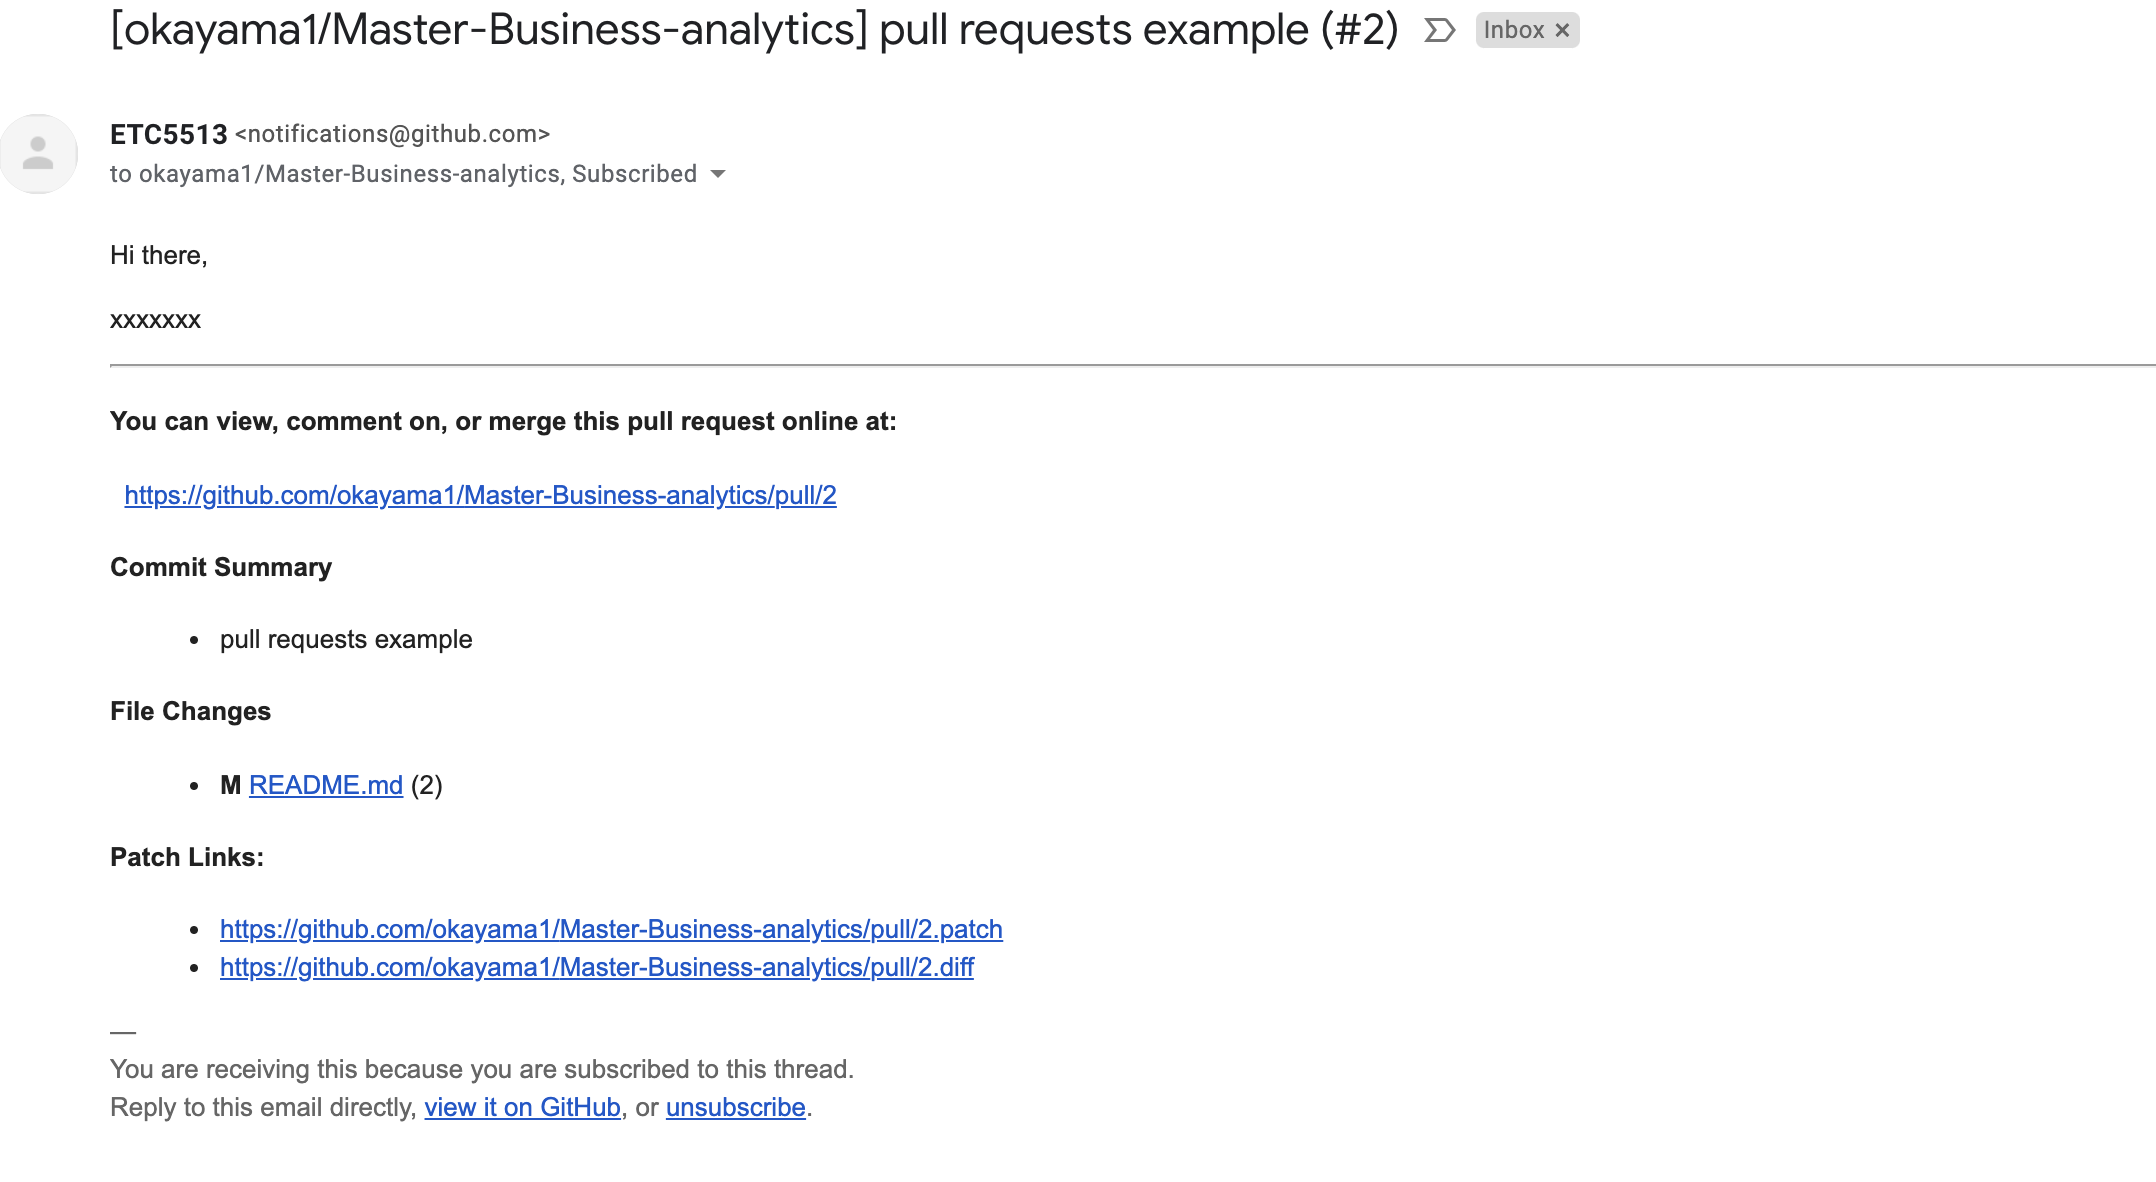 [okayama1/Master-Business-analytics] pull requests example (#2) Inbox ×
ETC5513 <notifications@github.com>
to okayama1/Master-Business-analytics, Subscribed
Hi there,
xxxxxxx
You can view, comment on, or merge this pull request online at:
https://github.com/okayama1/Master-Business-analytics/pull/2
Commit Summary
• pull requests example
File Changes
• M README.md (2)
Patch Links:
• https://github.com/okayama1/Master-Business-analytics/pull/2.patch
• https://github.com/okayama1/Master-Business-analytics/pull/2.diff
—
You are receiving this because you are subscribed to this thread.
Reply to this email directly, view it on GitHub, or unsubscribe.